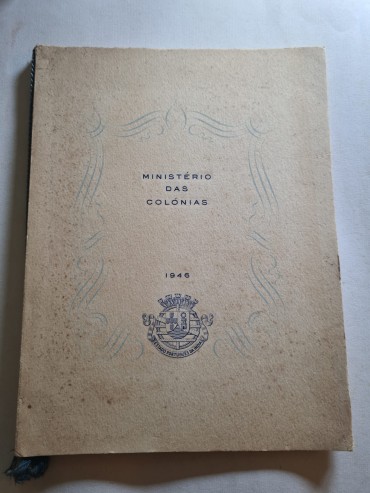 MINISTÉRIO
DAS
COLÓNIAS
1946